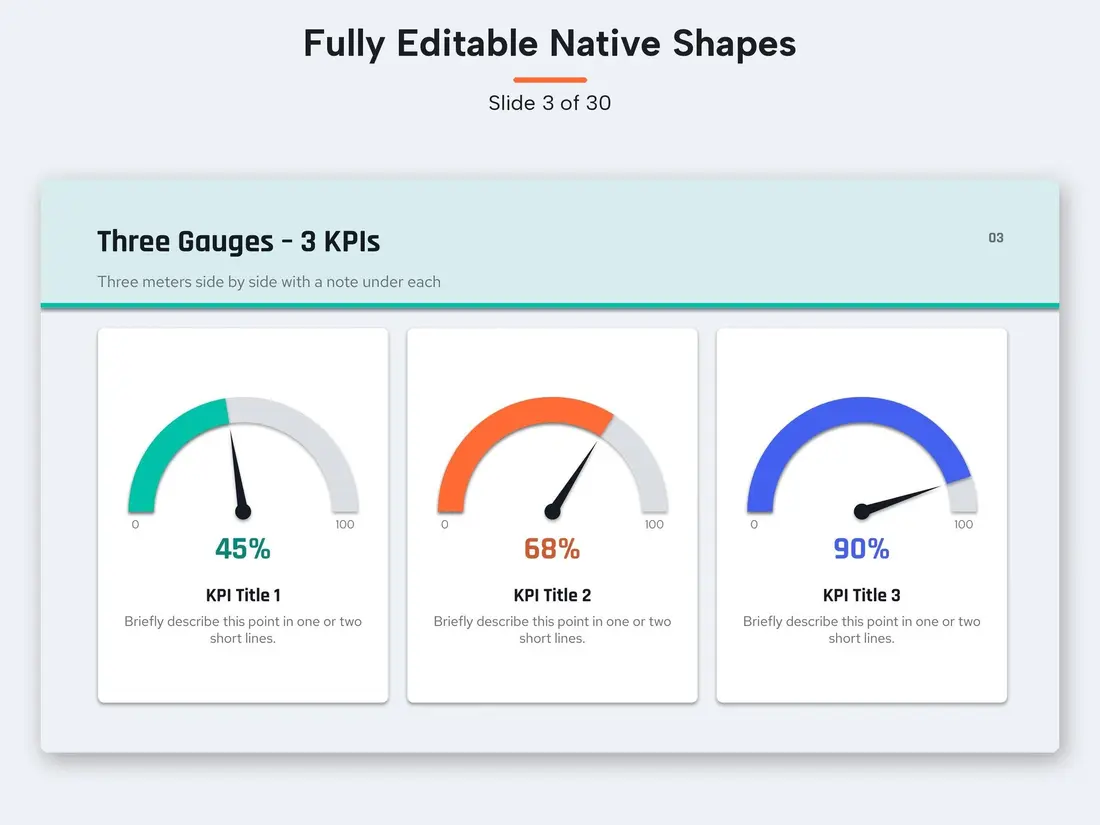 Fully Editable Native Shapes
Slide 3 of 30
Three Gauges – 3 KPIs
03
Three meters side by side with a note under each
0
100
45%
KPI Title 1
Briefly describe this point in one or two
short lines.
0
100
68%
KPI Title 2
Briefly describe this point in one or two
short lines.
0
100
90%
KPI Title 3
Briefly describe this point in one or two
short lines.